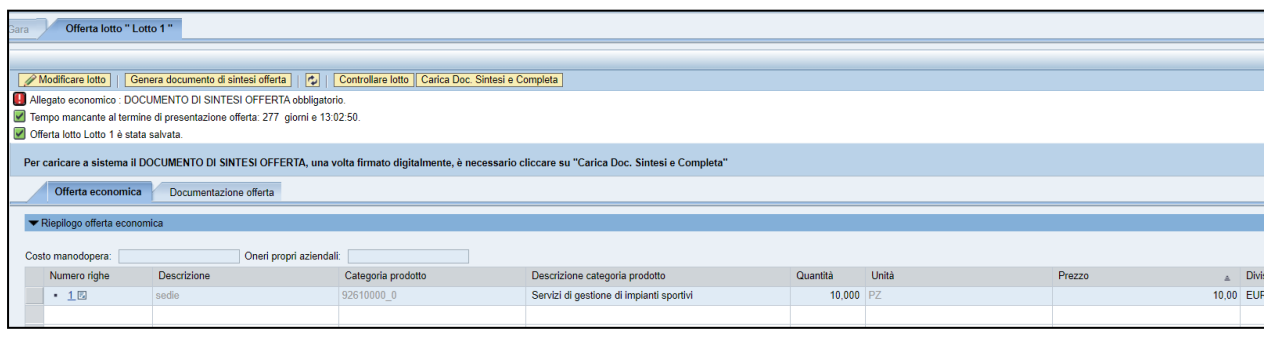 Gara Offerta lotto " Lotto 1 "
Modificare lotto Genera documento di sintesi offerta Controllare lotto Carica Doc. Sintesi e Completa
Allegato economico : DOCUMENTO DI SINTESI OFFERTA obbligatorio.
Tempo mancante al termine di presentazione offerta: 277 giorni e 13:02:50.
Offerta lotto Lotto 1 è stata salvata.
Per caricare a sistema il DOCUMENTO DI SINTESI OFFERTA, una volta firmato digitalmente, è necessario cliccare su "Carica Doc. Sintesi e Completa"
Offerta economica Documentazione offerta
Riepilogo offerta economica
Costo manodopera: Oneri propri aziendali:
Numero righe Descrizione Categoria prodotto Descrizione categoria prodotto Quantità Unità Prezzo Divis
1 sedie 92610000_0 Servizi di gestione di impianti sportivi 10,000 PZ 10,00 EUR